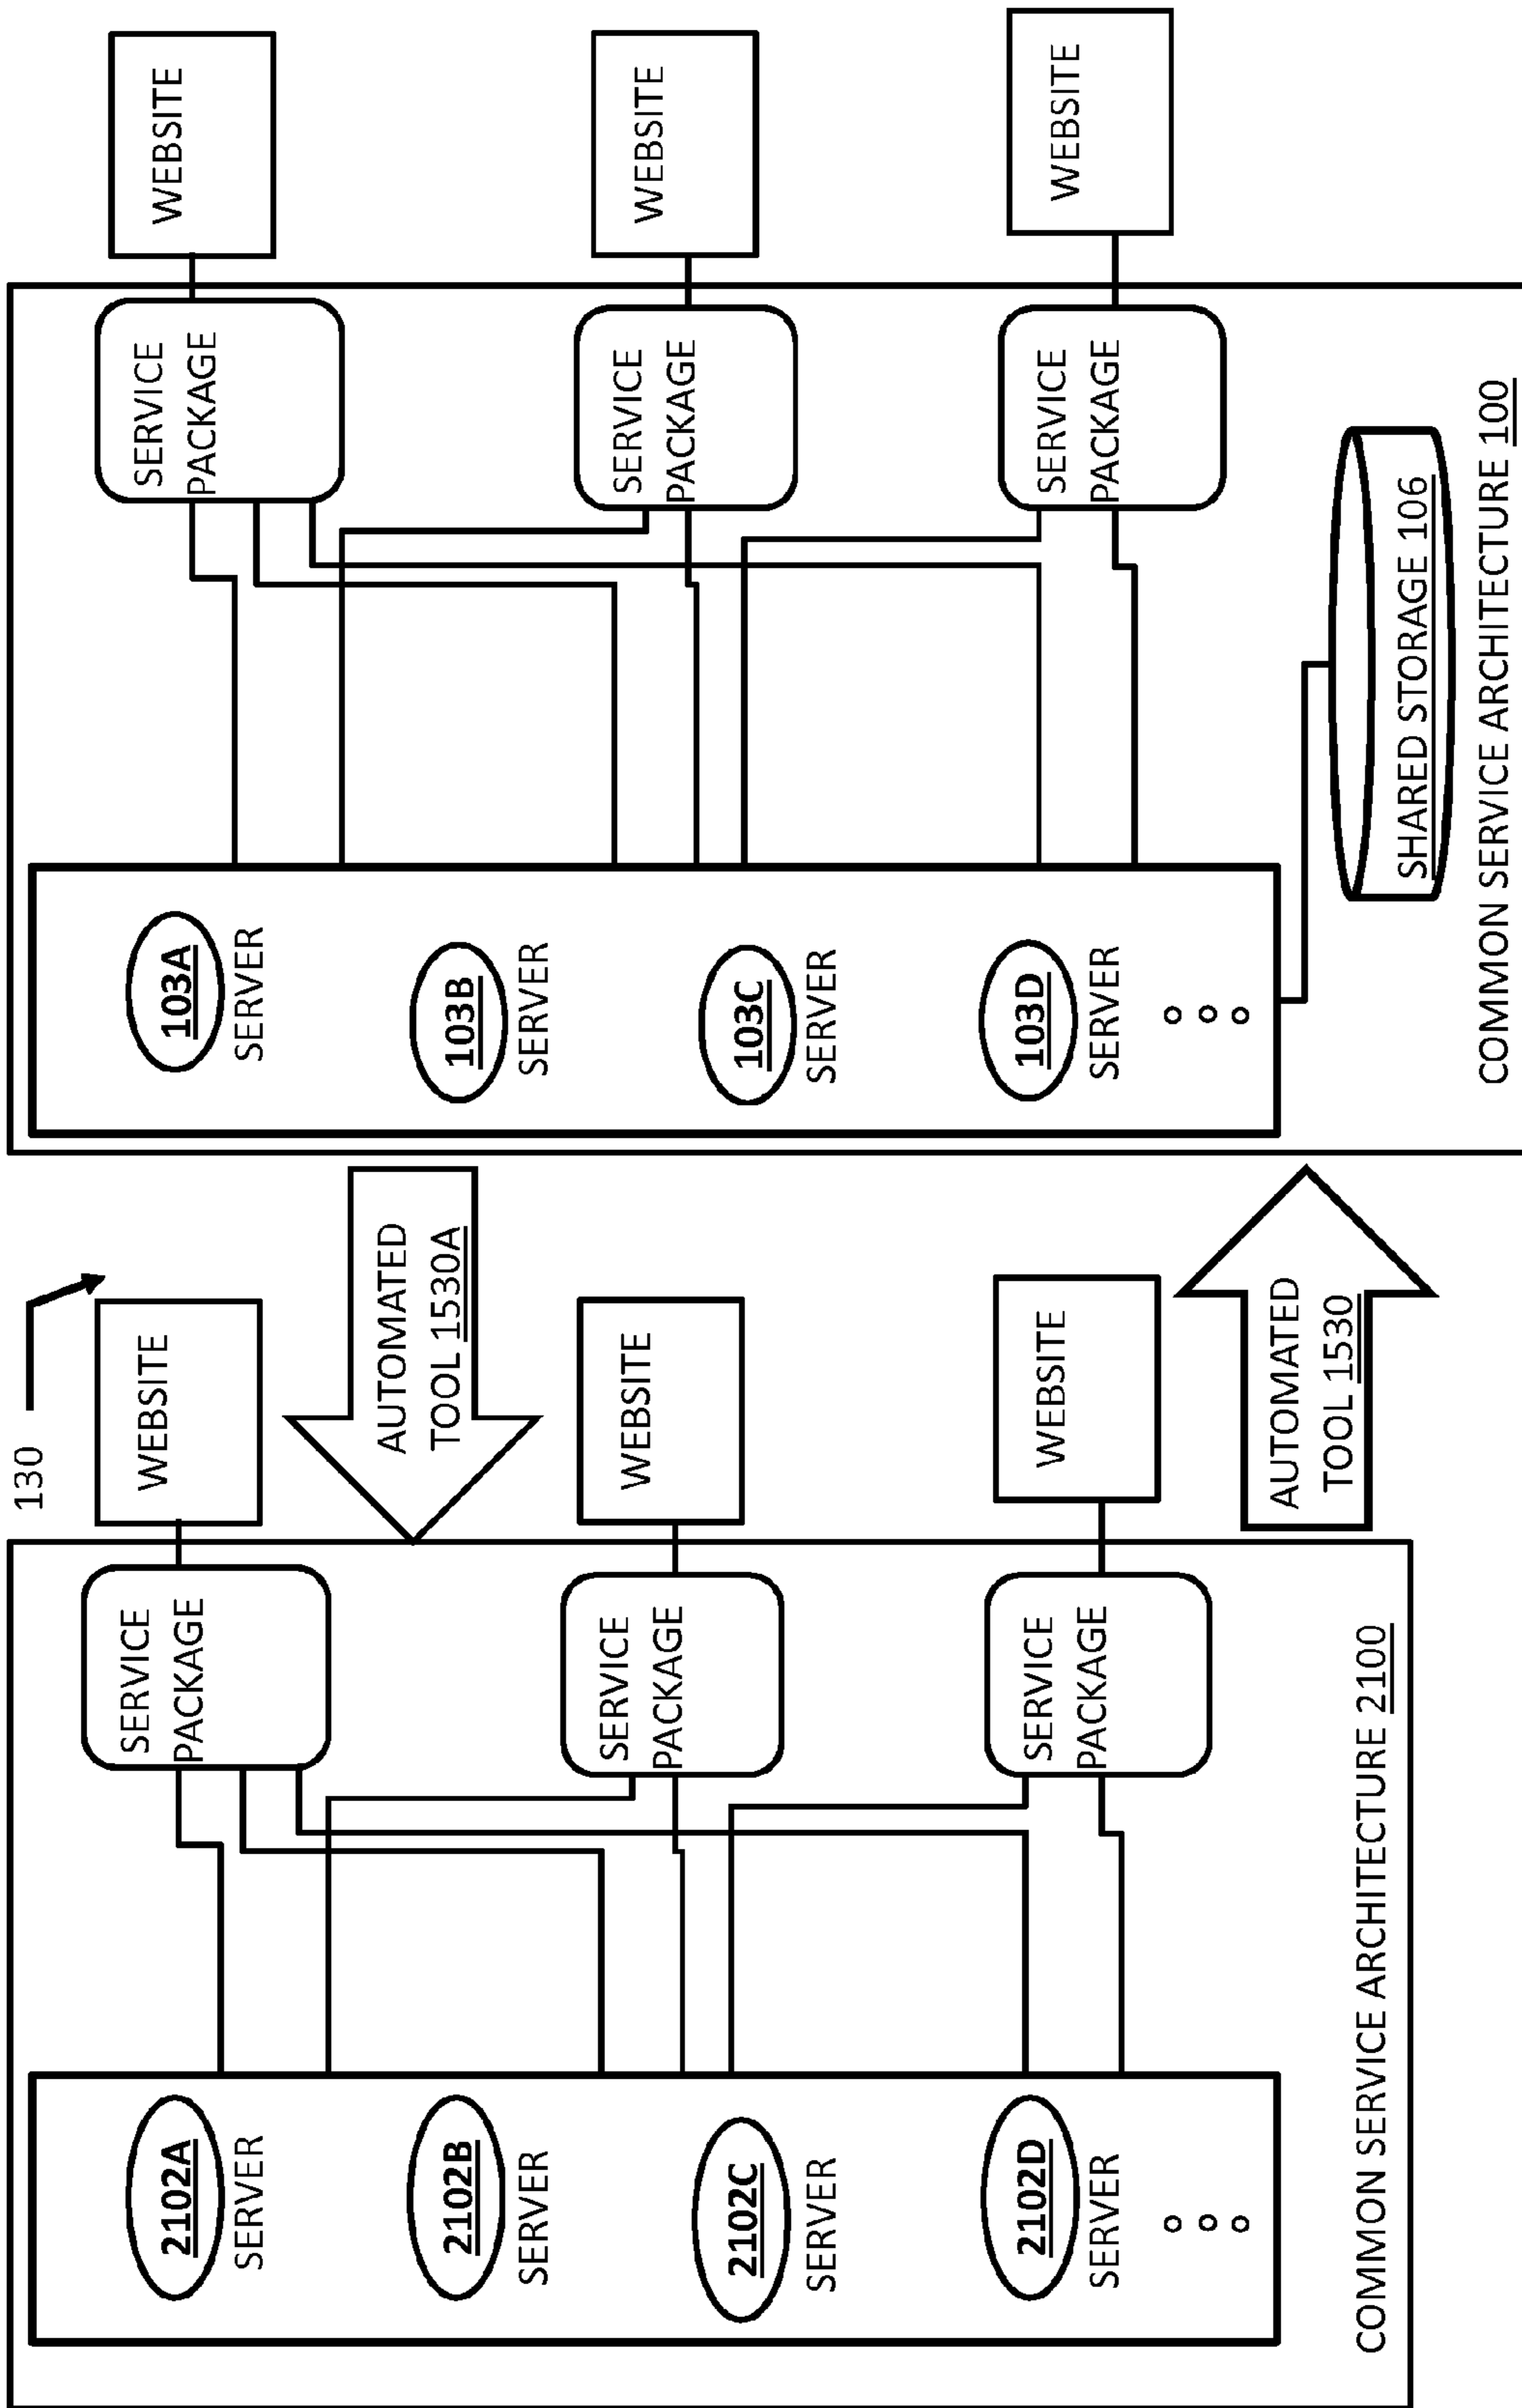 130
2102A
SERVER
2102B
SERVER
2102C
SERVER
2102D
SERVER
SERVICE
PACKAGE
WEBSITE
SERVICE
PACKAGE
WEBSITE
SERVICE
PACKAGE
WEBSITE
COMMON SERVICE ARCHITECTURE 2100
AUTOMATED
TOOL 1530A
AUTOMATED
TOOL 1530
103A
SERVER
103B
SERVER
103C
SERVER
103D
SERVER
SERVICE
PACKAGE
WEBSITE
SERVICE
PACKAGE
WEBSITE
SERVICE
PACKAGE
WEBSITE
SHARED STORAGE 106
COMMON SERVICE ARCHITECTURE 100